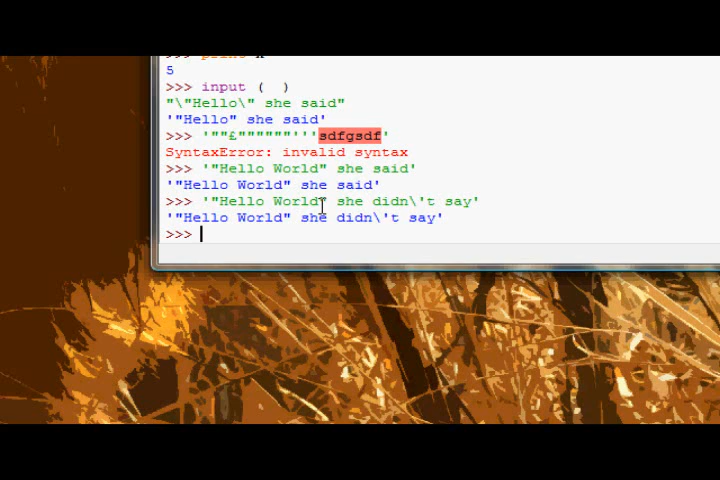 >>> print x
5
>>> input (  )
"\"Hello\" she said"
'"Hello" she said'
>>> '""£""""""'''sdfgsdf'
SyntaxError: invalid syntax
>>> '"Hello World" she said'
'"Hello World" she said'
>>> '"Hello World" she didn\'t say'
'"Hello World" she didn\'t say'
>>>